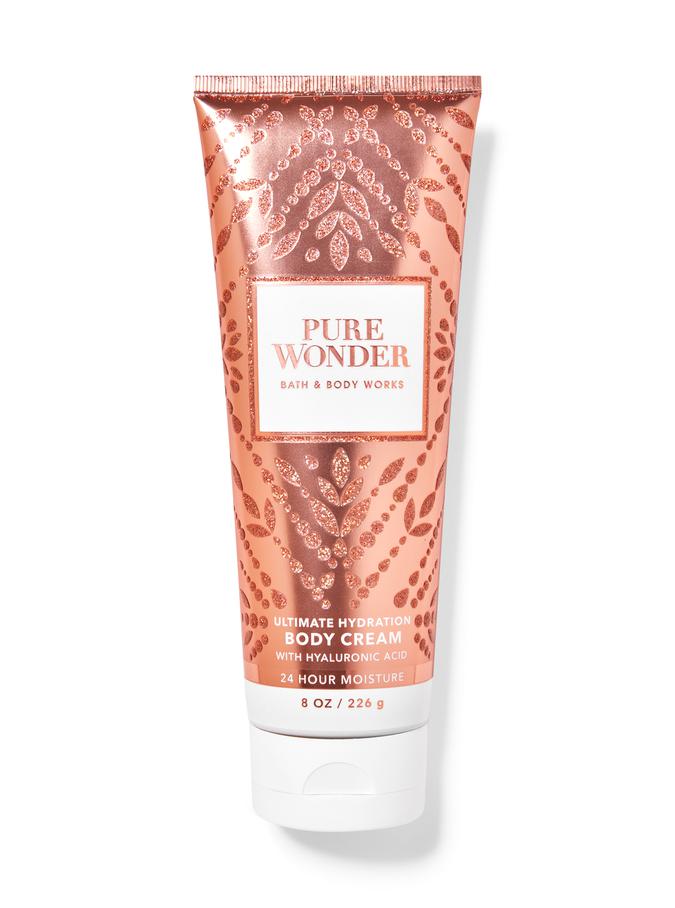 PURE
WONDER
BATH & BODY WORKS
ULTIMATE HYDRATION
BODY CREAM
WITH HYALURONIC ACID
24 HOUR MOISTURE
8 OZ / 226 g